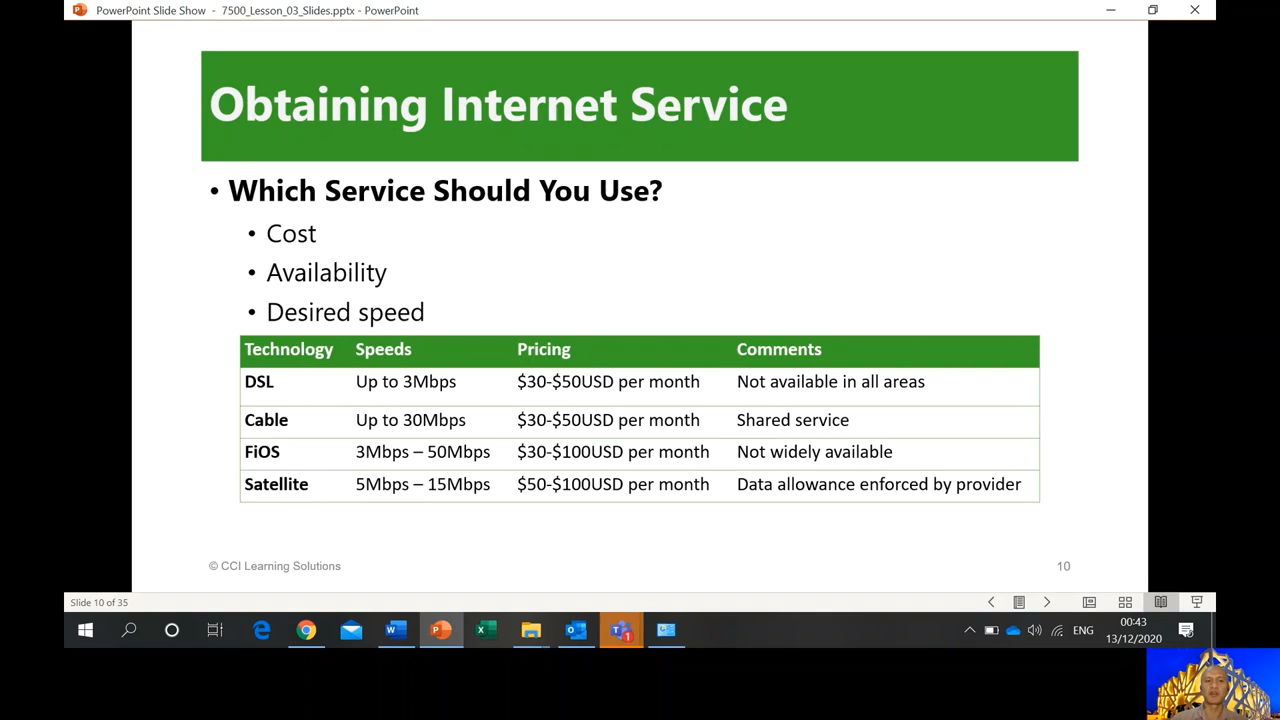 PowerPoint Slide Show - 7500_Lesson_03_Slides.pptx - PowerPoint
Obtaining Internet Service
• Which Service Should You Use?
• Cost
• Availability
• Desired speed
Technology Speeds Pricing Comments
DSL Up to 3Mbps $30-$50USD per month Not available in all areas
Cable Up to 30Mbps $30-$50USD per month Shared service
FiOS 3Mbps – 50Mbps $30-$100USD per month Not widely available
Satellite 5Mbps – 15Mbps $50-$100USD per month Data allowance enforced by provider
© CCI Learning Solutions 10
Slide 10 of 35
ENG 00:43
13/12/2020